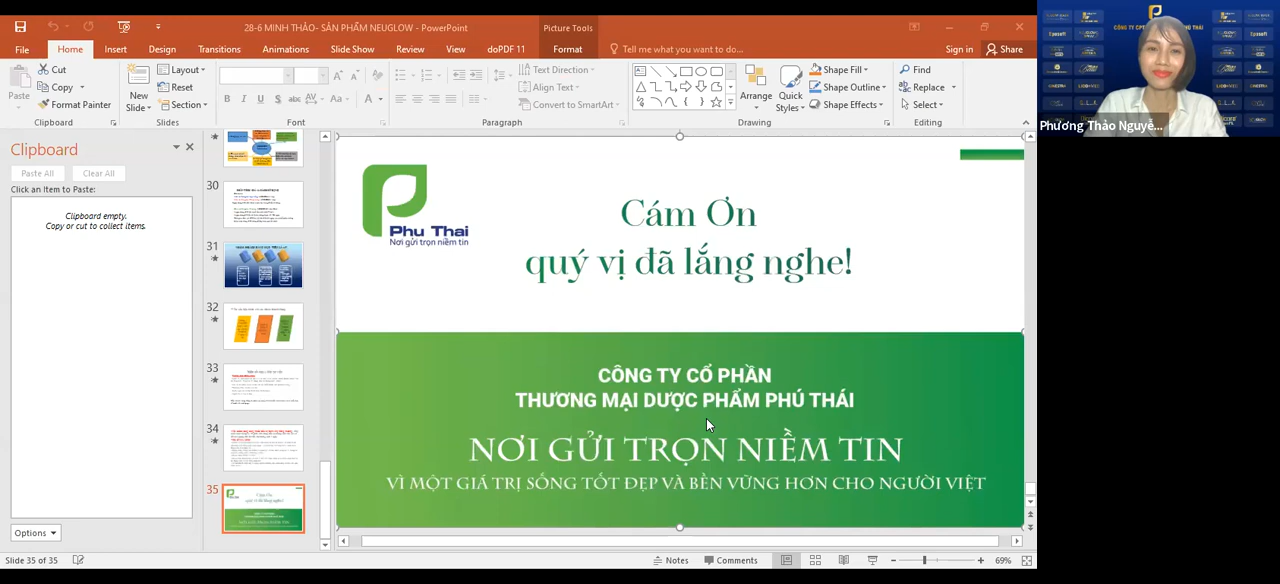 28-6 MINH THẢO- SẢN PHẨM NEUGLOW - PowerPoint
Picture Tools
File Home Insert Design Transitions Animations Slide Show Review View doPDF 11 Format Tell me what you want to do... Sign in Share
Paste
Cut
Copy
Format Painter
Clipboard
New Slide
Layout
Reset
Section
Slides
B I U S abc AV Aa A
Font
Text Direction
Align Text
Convert to SmartArt
Paragraph
Arrange
Quick Styles
Shape Fill
Shape Outline
Shape Effects
Drawing
Find
Replace
Select
Editing
Phương Thảo Nguyễ...
Clipboard
Paste All Clear All
Click an Item to Paste:
Clipboard empty.
Copy or cut to collect items.
Options
30
31
32
33
34
35
Phu Thai
Nơi gửi trọn niềm tin
Cám Ơn
quý vị đã lắng nghe!
CÔNG TY CỔ PHẦN
THƯƠNG MẠI DƯỢC PHẨM PHÚ THÁI
NƠI GỬI TRỌN NIỀM TIN
VÌ MỘT GIÁ TRỊ SỐNG TỐT ĐẸP VÀ BỀN VỮNG HƠN CHO NGƯỜI VIỆT
Slide 35 of 35
Notes
Comments
69%